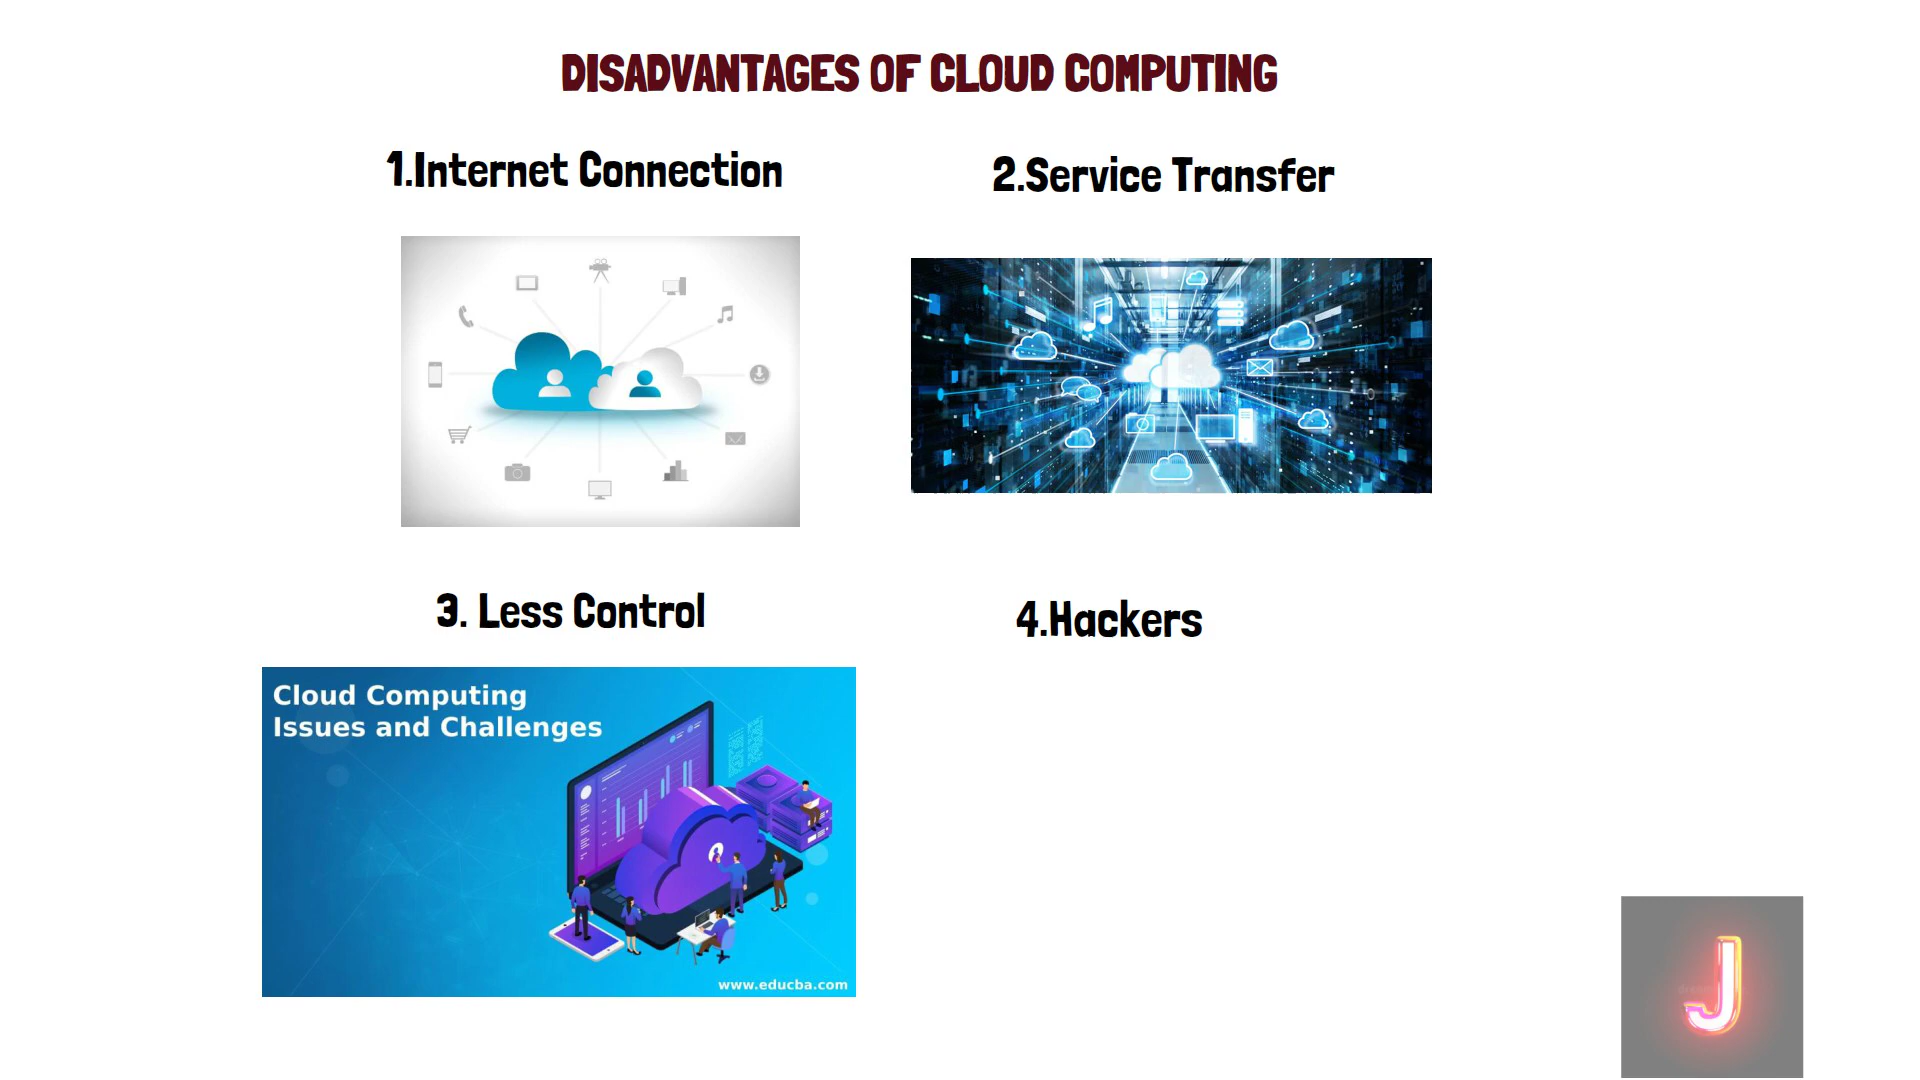 DISADVANTAGES OF CLOUD COMPUTING
1.Internet Connection
2.Service Transfer
3. Less Control
4.Hackers
Cloud Computing
Issues and Challenges
www.educba.com
J